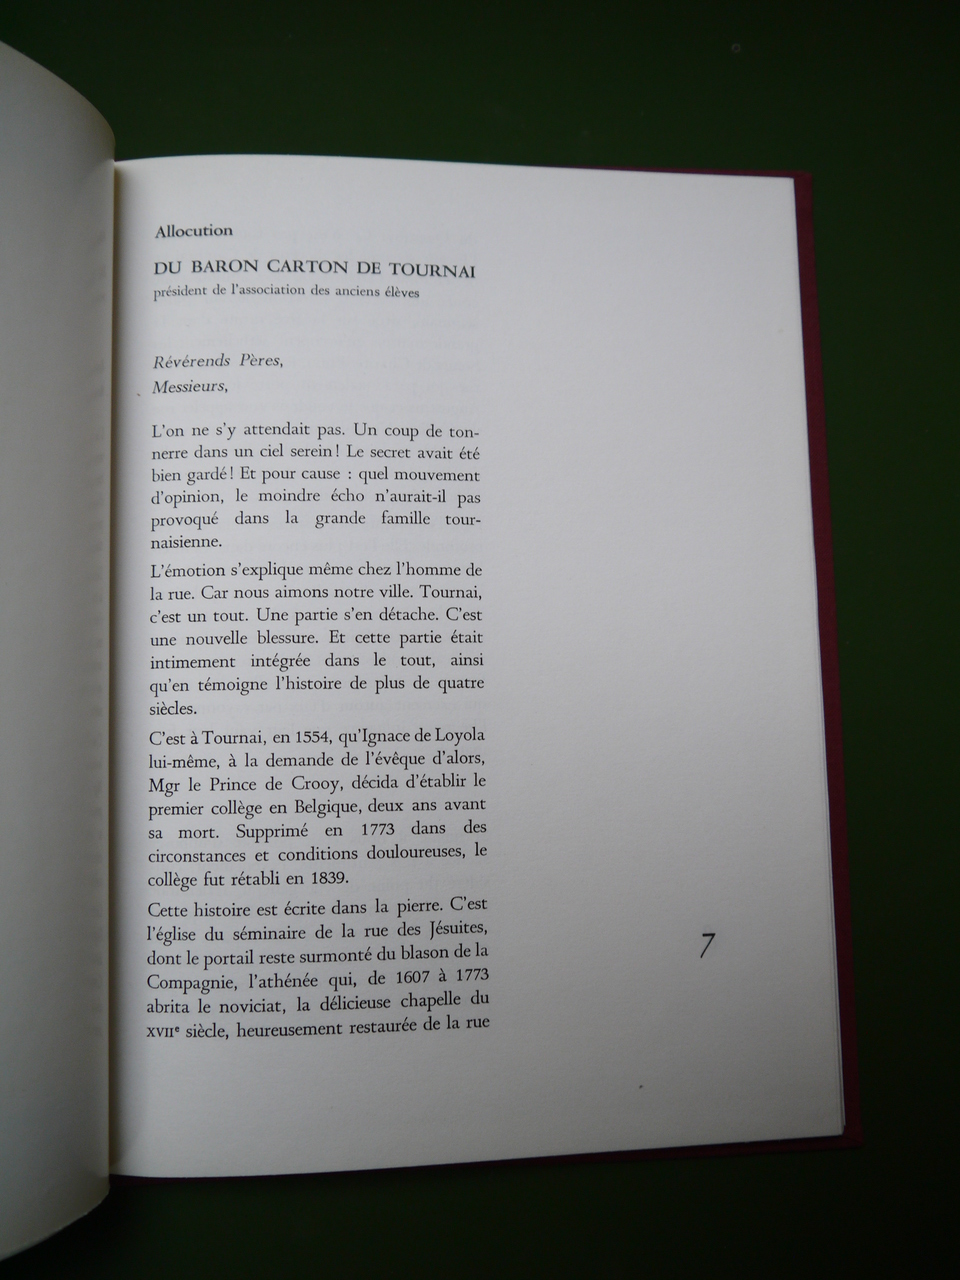 Allocution
DU BARON CARTON DE TOURNAI
président de l'association des anciens élèves
Révérends Pères,
Messieurs,
L'on ne s'y attendait pas. Un coup de ton-
nerre dans un ciel serein! Le secret avait été
bien gardé! Et pour cause : quel mouvement
d'opinion, le moindre écho n'aurait-il pas
provoqué dans la grande famille tour-
naisienne.
L'émotion s'explique même chez l'homme de
la rue. Car nous aimons notre ville. Tournai,
c'est un tout. Une partie s'en détache. C'est
une nouvelle blessure. Et cette partie était
intimement intégrée dans le tout, ainsi
qu'en témoigne l'histoire de plus de quatre
siècles.
C'est à Tournai, en 1554, qu'Ignace de Loyola
lui-même, à la demande de l'évêque d'alors,
Mgr le Prince de Crooy, décida d'établir le
premier collège en Belgique, deux ans avant
sa mort. Supprimé en 1773 dans des
circonstances et conditions douloureuses, le
collège fut rétabli en 1839.
Cette histoire est écrite dans la pierre. C'est
l'église du séminaire de la rue des Jésuites,
dont le portail reste surmonté du blason de la
Compagnie, l'athénée qui, de 1607 à 1773
abrita le noviciat, la délicieuse chapelle du
XVIIe siècle, heureusement restaurée de la rue
7